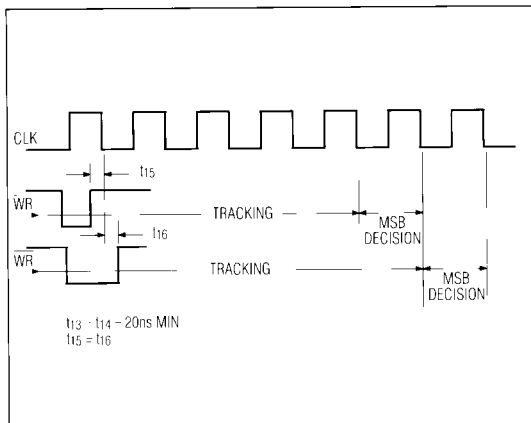 CLK
t15
WR
TRACKING
MSB
DECISION
t16
WR
TRACKING
MSB
DECISION
t13 - t14 - 20ns MIN
t15 = t16